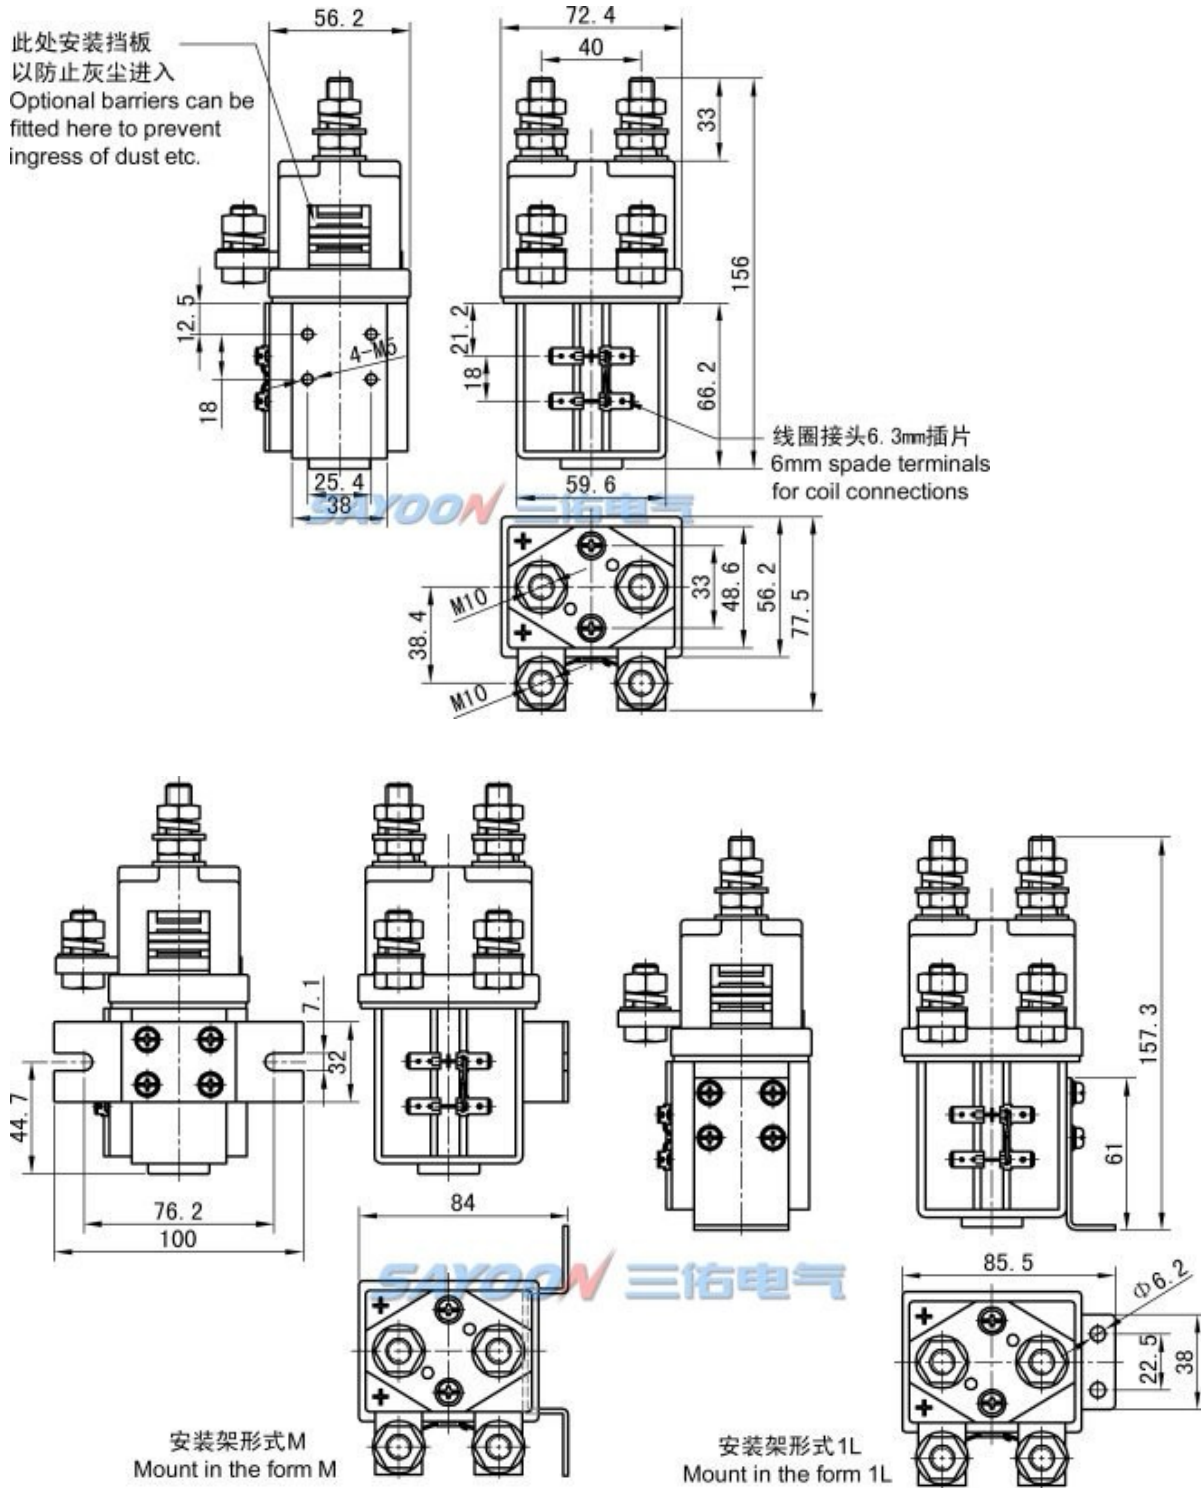 56.2
72.4
40
此处安装挡板
以防止灰尘进入
Optional barriers can be
fitted here to prevent
ingress of dust etc.
33
156
12.5
21.2
4-M5
18
18
66.2
线圈接头6.3mm插片
6mm spade terminals
for coil connections
25.4
38
59.6
SAYOON 三佑电气
M10
38.4
33
48.6
56.2
77.5
M10
7.1
32
44.7
157.3
61
76.2
100
84
SAYOON 三佑电气
85.5
Φ6.2
22.5
38
安装架形式M
Mount in the form M
安装架形式1L
Mount in the form 1L